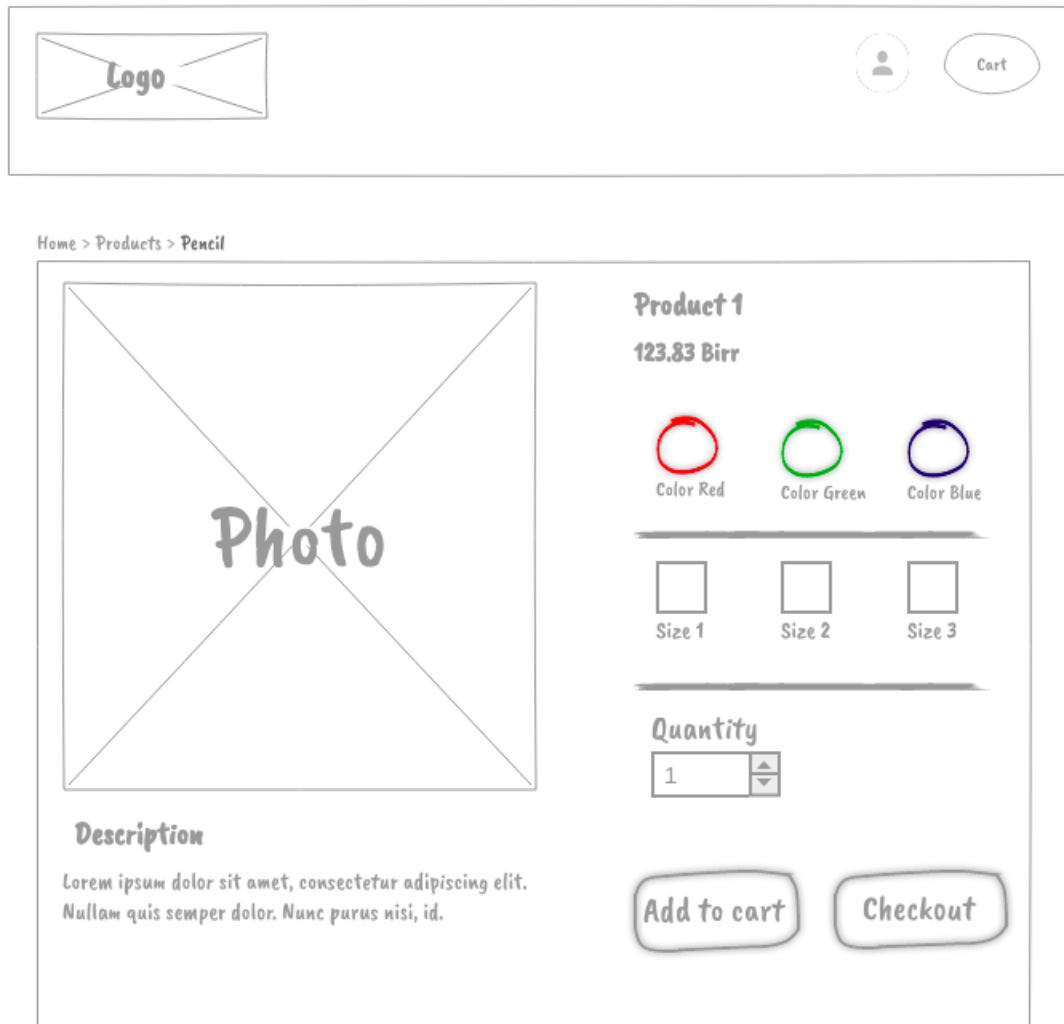 Logo
Cart
Home > Products > Pencil
Photo
Description
Lorem ipsum dolor sit amet, consectetur adipiscing elit.
Nullam quis semper dolor. Nunc purus nisi, id.
Product 1
123.83 Birr
Color Red
Color Green
Color Blue
Size 1
Size 2
Size 3
Quantity
1
Add to cart
Checkout